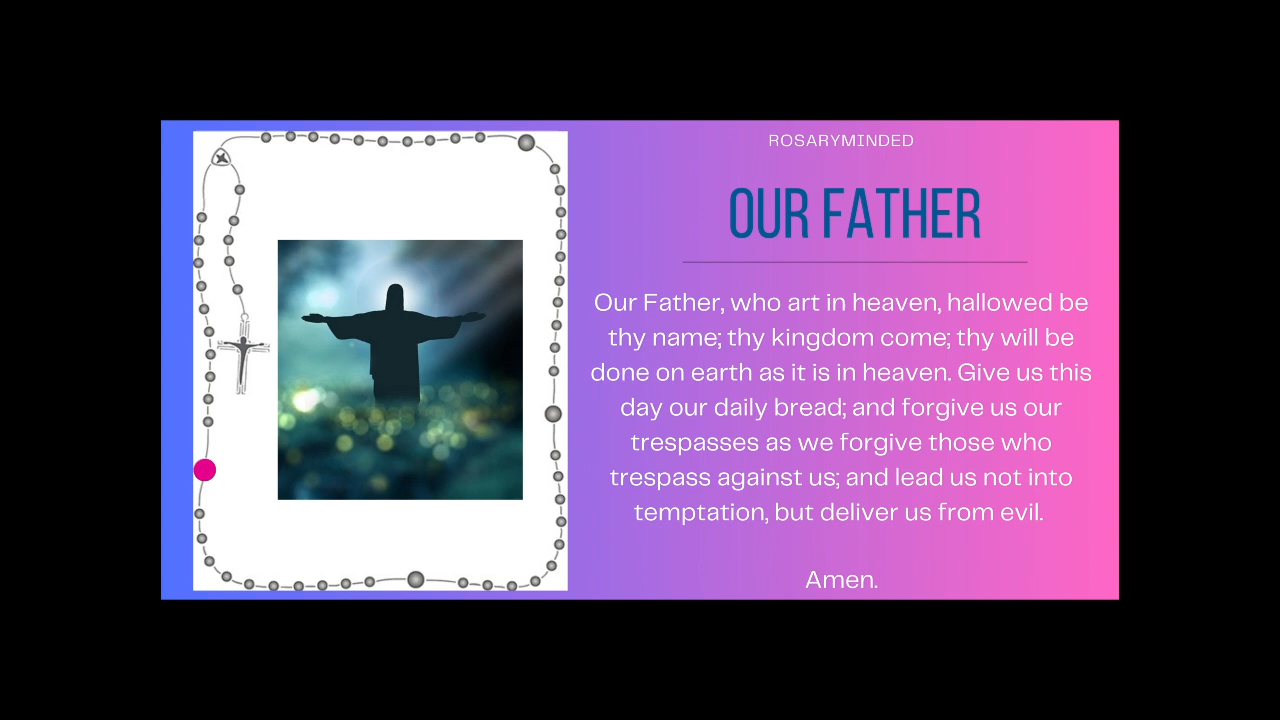 ROSARYMINDED
OUR FATHER
Our Father, who art in heaven, hallowed be
thy name; thy kingdom come; thy will be
done on earth as it is in heaven. Give us this
day our daily bread; and forgive us our
trespasses as we forgive those who
trespass against us; and lead us not into
temptation, but deliver us from evil.
Amen.